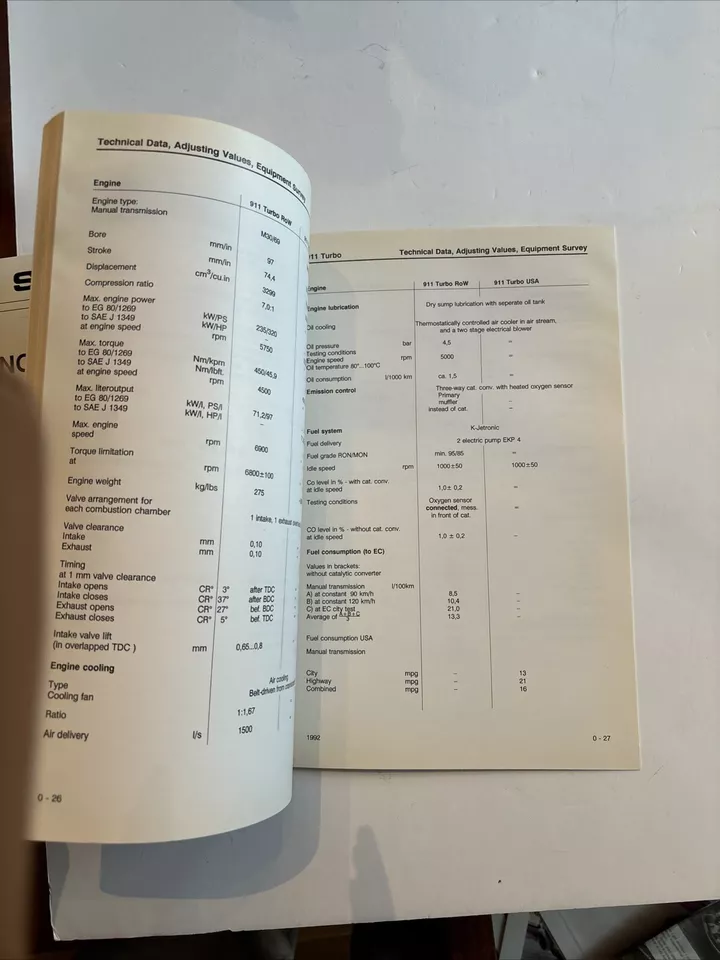 S
NO
Technical Data, Adjusting Values, Equipment Survey
Engine 911 Turbo RoW
Engine type:
Manual transmission M30/69
Bore mm/in 97
Stroke mm/in 74,4
Displacement cm³/cu.in 3299
Compression ratio 7,0:1
Max. engine power
to EG 80/1269 kW/PS 235/320
to SAE J 1349 kW/HP –
at engine speed rpm 5750
Max. torque
to EG 80/1269 Nm/kpm 450/45,9
to SAE J 1349 Nm/lbft.
at engine speed rpm 4500
Max. literoutput
to EG 80/1269 kW/l, PS/l 71,2/97
to SAE J 1349 kW/l, HP/l –
Max. engine
speed rpm 6900
Torque limitation
at rpm 6800±100
Engine weight kg/lbs 275
Valve arrangement for
each combustion chamber 1 intake, 1 exhaust
Valve clearance
Intake mm 0,10
Exhaust mm 0,10
Timing
at 1 mm valve clearance
Intake opens CR° 3° after TDC
Intake closes CR° 37° after BDC
Exhaust opens CR° 27° bef. BDC
Exhaust closes CR° 5° bef. TDC
Intake valve lift
(in overlapped TDC ) mm 0,65...0,8
Engine cooling
Type Air cooling
Cooling fan Belt-driven from
Ratio 1:1,67
Air delivery l/s 1500
0 - 26
911 Turbo Technical Data, Adjusting Values, Equipment Survey
Engine 911 Turbo RoW 911 Turbo USA
Engine lubrication Dry sump lubrication with seperate oil tank
Oil cooling Thermostatically controlled air cooler in air stream,
and a two stage electrical blower
Oil pressure bar 4,5 =
Testing conditions
Engine speed rpm 5000 =
Oil temperature 80°...100°C
Oil consumption l/1000 km ca. 1,5 =
Emission control Three-way cat. conv. with heated oxygen sensor
Primary –
muffler –
instead of cat. –
Fuel system K-Jetronic
Fuel delivery 2 electric pump EKP 4
Fuel grade RON/MON min. 95/85 =
Idle speed rpm 1000±50 1000±50
Co level in % - with cat. conv.
at idle speed 1,0± 0,2 =
Testing conditions Oxygen sensor
connected, mess. =
in front of cat.
CO level in % - without cat. conv.
at idle speed 1,0 ± 0,2 –
Fuel consumption (to EC)
Values in brackets:
without catalytic converter
Manual transmission l/100km
A) at constant 90 km/h 8,5 –
B) at constant 120 km/h 10,4 –
C) at EC city test 21,0 –
Average of A+B+C/3 13,3 –
Fuel consumption USA
Manual transmission
City mpg – 13
Highway mpg – 21
Combined mpg – 16
1992 0 - 27